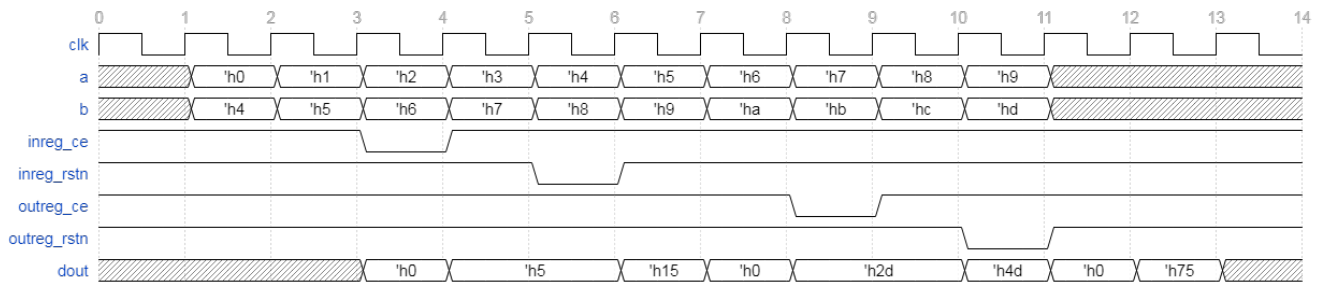 0 1 2 3 4 5 6 7 8 9 10 11 12 13 14
clk
a 'h0 'h1 'h2 'h3 'h4 'h5 'h6 'h7 'h8 'h9
b 'h4 'h5 'h6 'h7 'h8 'h9 'ha 'hb 'hc 'hd
inreg_ce
inreg_rstn
outreg_ce
outreg_rstn
dout 'h0 'h5 'h15 'h0 'h2d 'h4d 'h0 'h75